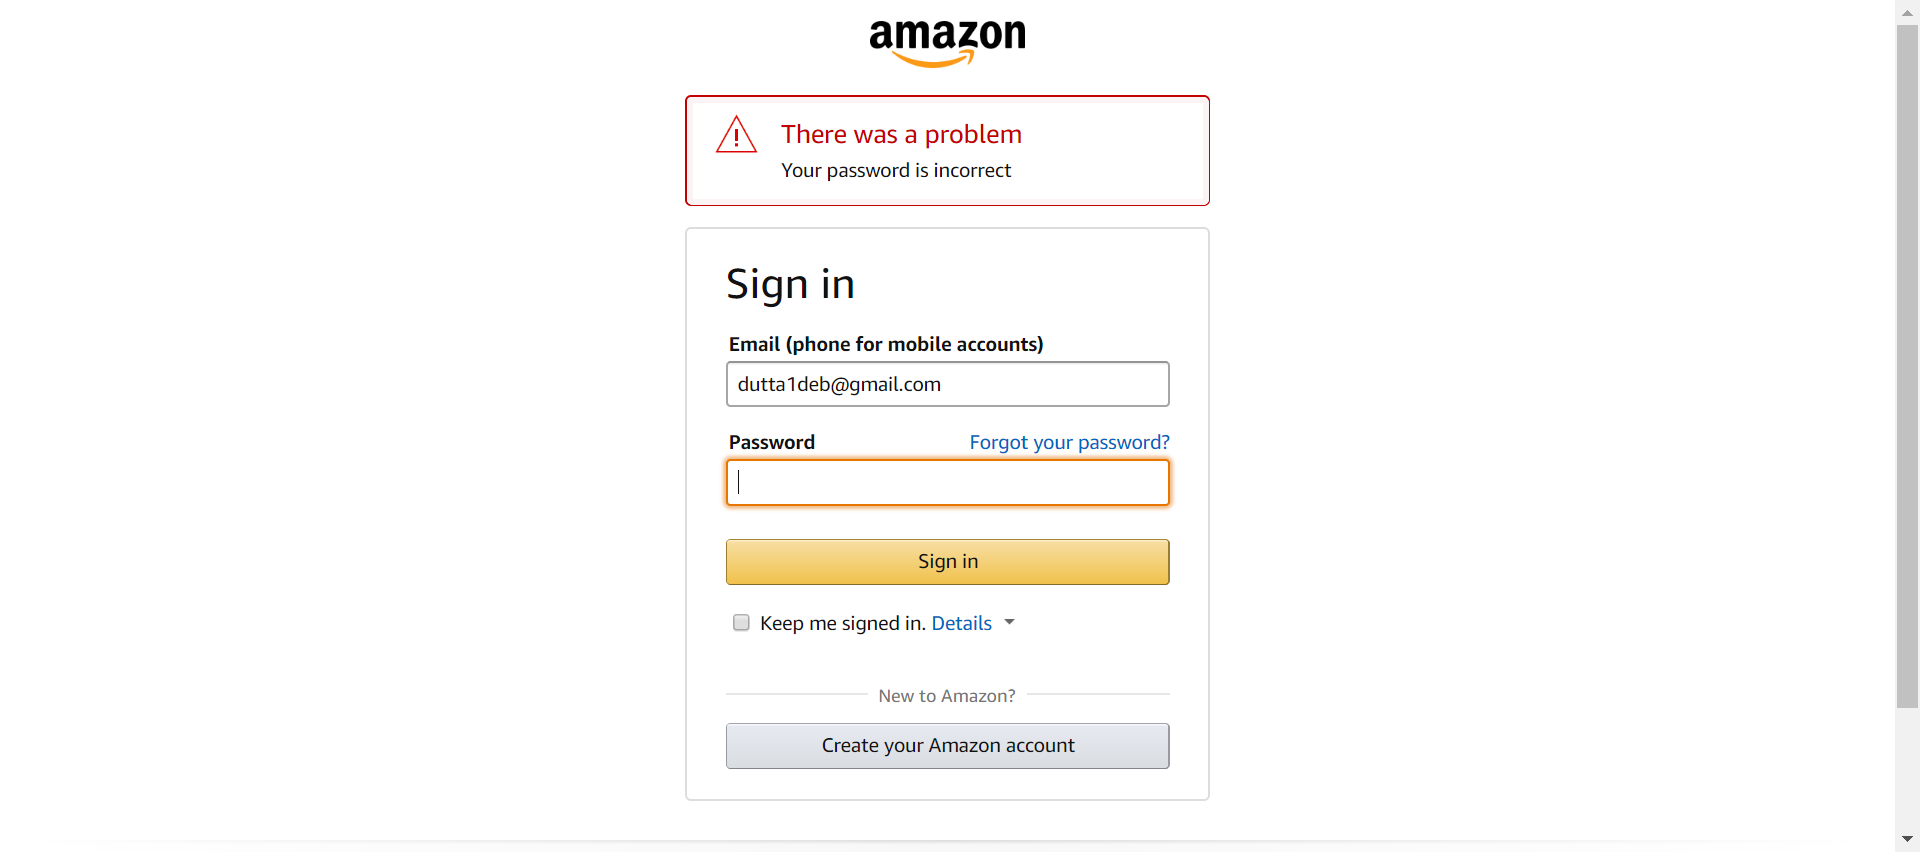 amazon
There was a problem
Your password is incorrect
Sign in
Email (phone for mobile accounts)
dutta1deb@gmail.com
Password Forgot your password?
Sign in
Keep me signed in. Details
New to Amazon?
Create your Amazon account